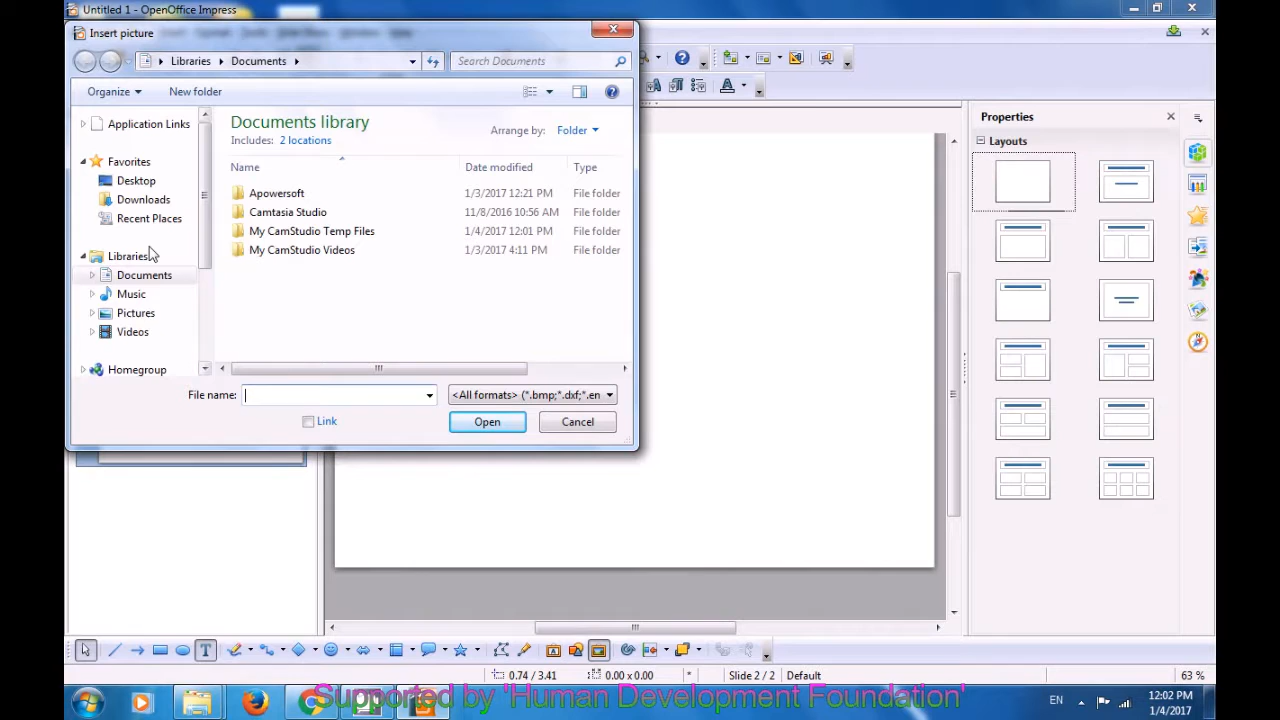 Untitled 1 - OpenOffice Impress
Insert picture
Libraries Documents
Search Documents
Organize
New folder
Application Links
Favorites
Desktop
Downloads
Recent Places
Libraries
Documents
Music
Pictures
Videos
Homegroup
Documents library
Includes: 2 locations
Arrange by: Folder
Name Date modified Type
Apowersoft 1/3/2017 12:21 PM File folder
Camtasia Studio 11/8/2016 10:56 AM File folder
My CamStudio Temp Files 1/4/2017 12:01 PM File folder
My CamStudio Videos 1/3/2017 4:11 PM File folder
File name:
<All formats> (*.bmp;*.dxf;*.en
Link
Open
Cancel
Properties
Layouts
0.74 / 3.41
0.00 x 0.00
*
Slide 2 / 2
Default
63 %
Supported by 'Human Development Foundation'
EN
12:02 PM
1/4/2017